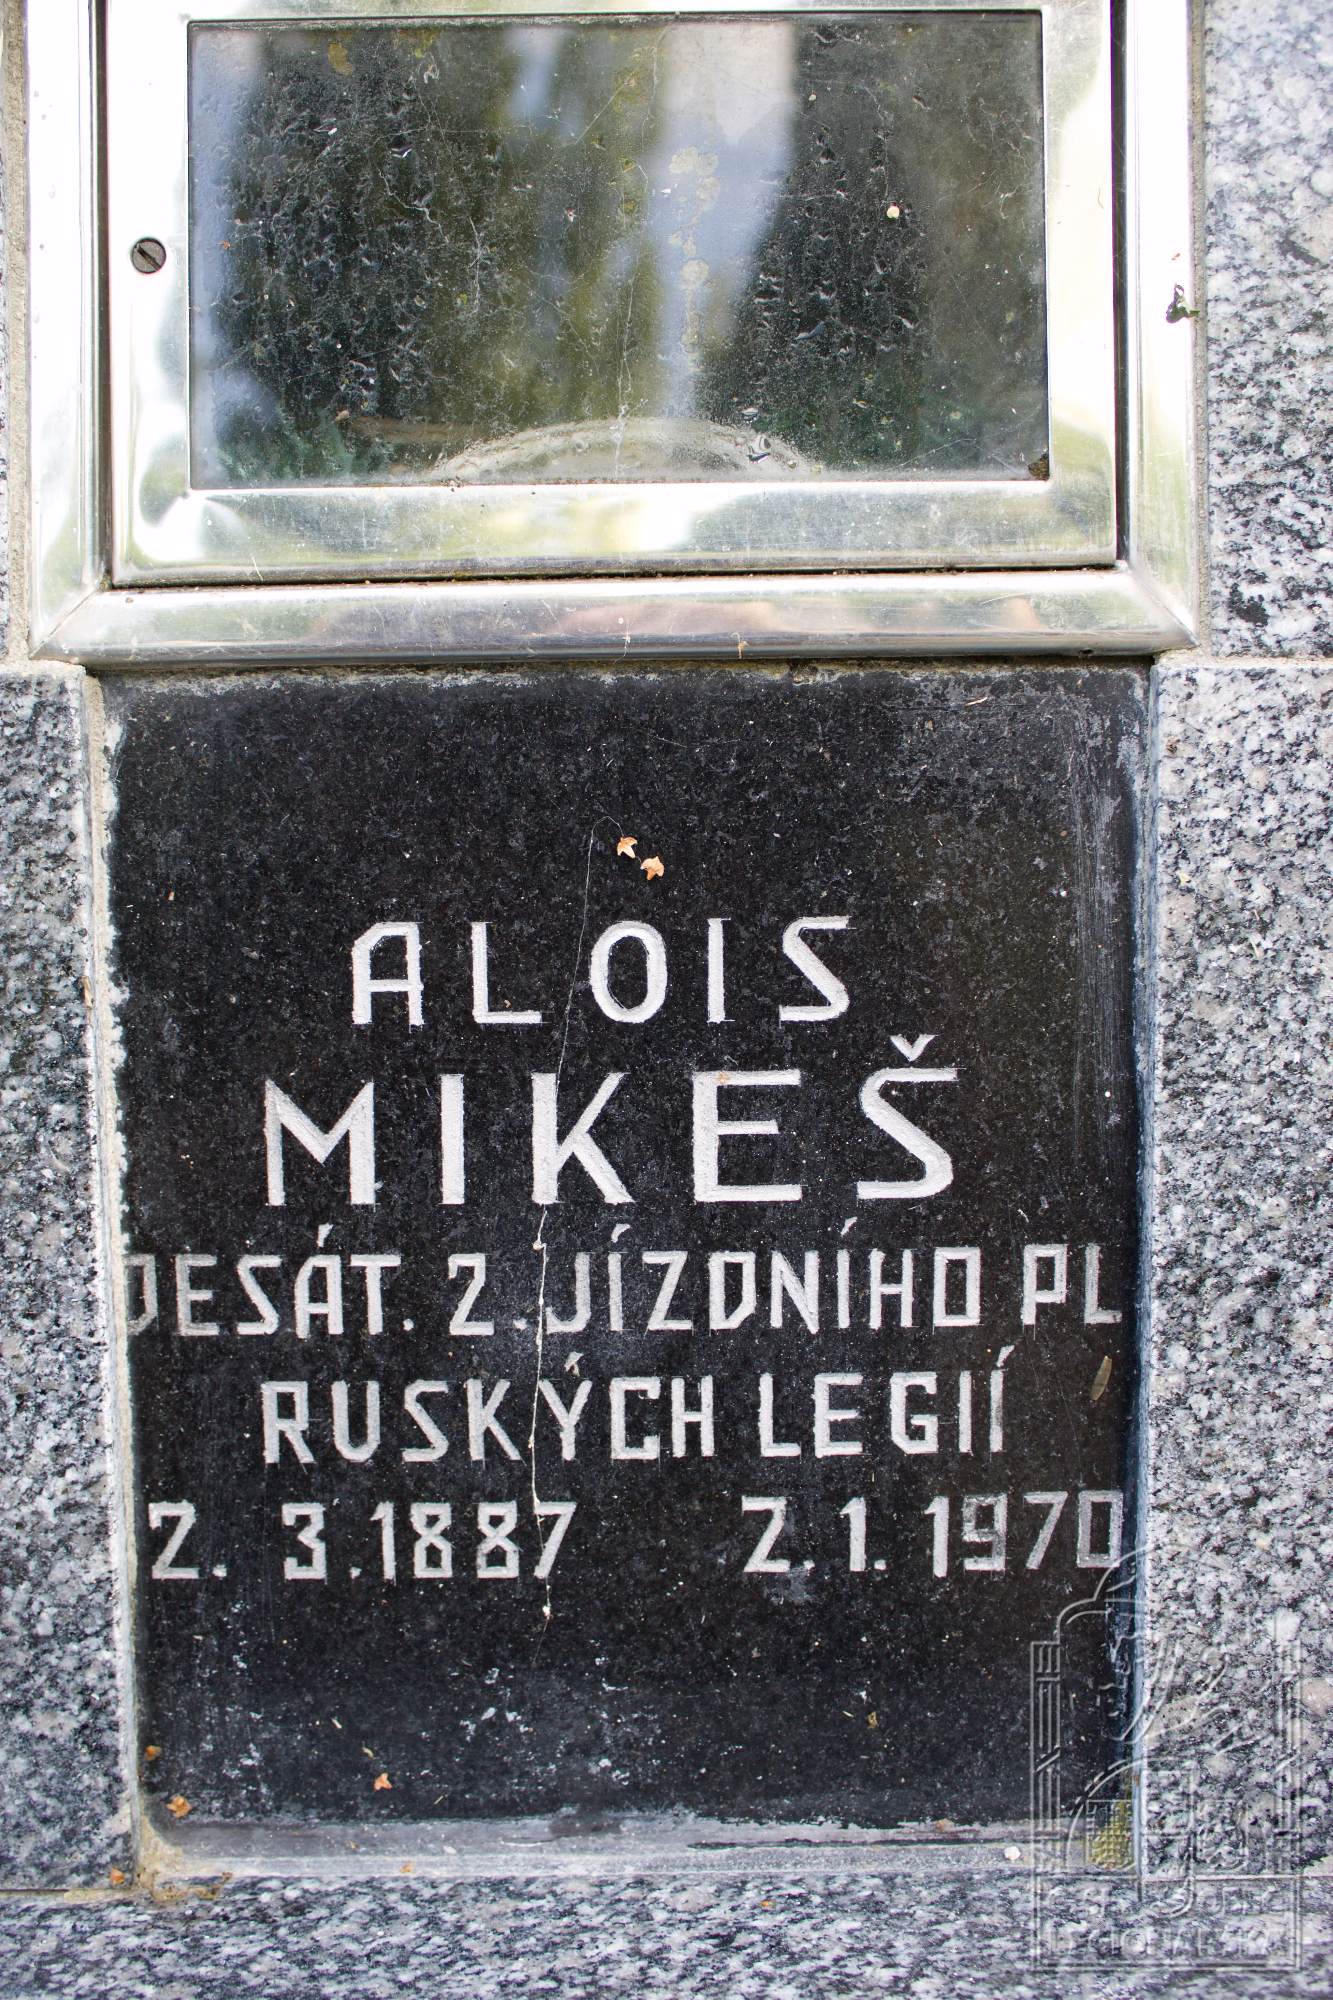 ALOIS
MIKEŠ
DESÁT. 2. JÍZDNÍHO PL
RUSKÝCH LEGIÍ
2. 3.1887 2.1.1970